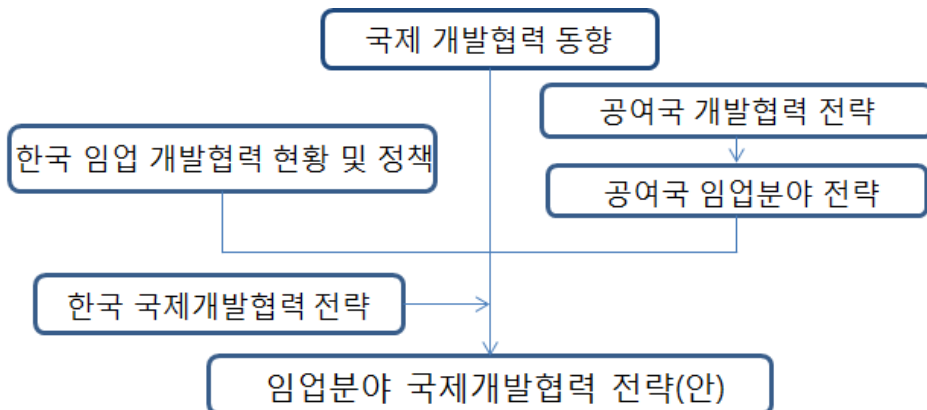 국제 개발협력 동향
공여국 개발협력 전략
한국 임업 개발협력 현황 및 정책
공여국 임업분야 전략
한국 국제개발협력 전략
임업분야 국제개발협력 전략(안)